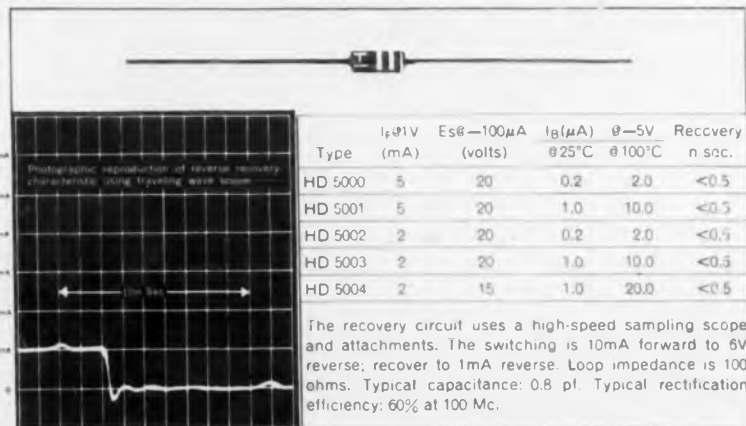 Photographic reproduction of reverse recovery
characteristic using traveling wave scope
Type IF@1V (mA) Es@—100µA (volts) IB(µA) @25°C @—5V @100°C Recovery n sec.
HD 5000 5 20 0.2 2.0 <0.5
HD 5001 5 20 1.0 10.0 <0.5
HD 5002 2 20 0.2 2.0 <0.5
HD 5003 2 20 1.0 10.0 <0.5
HD 5004 2 15 1.0 20.0 <0.5
The recovery circuit uses a high-speed sampling scope
and attachments. The switching is 10mA forward to 6V
reverse; recover to 1mA reverse. Loop impedance is 100
ohms. Typical capacitance: 0.8 pf. Typical rectification
efficiency: 60% at 100 Mc.